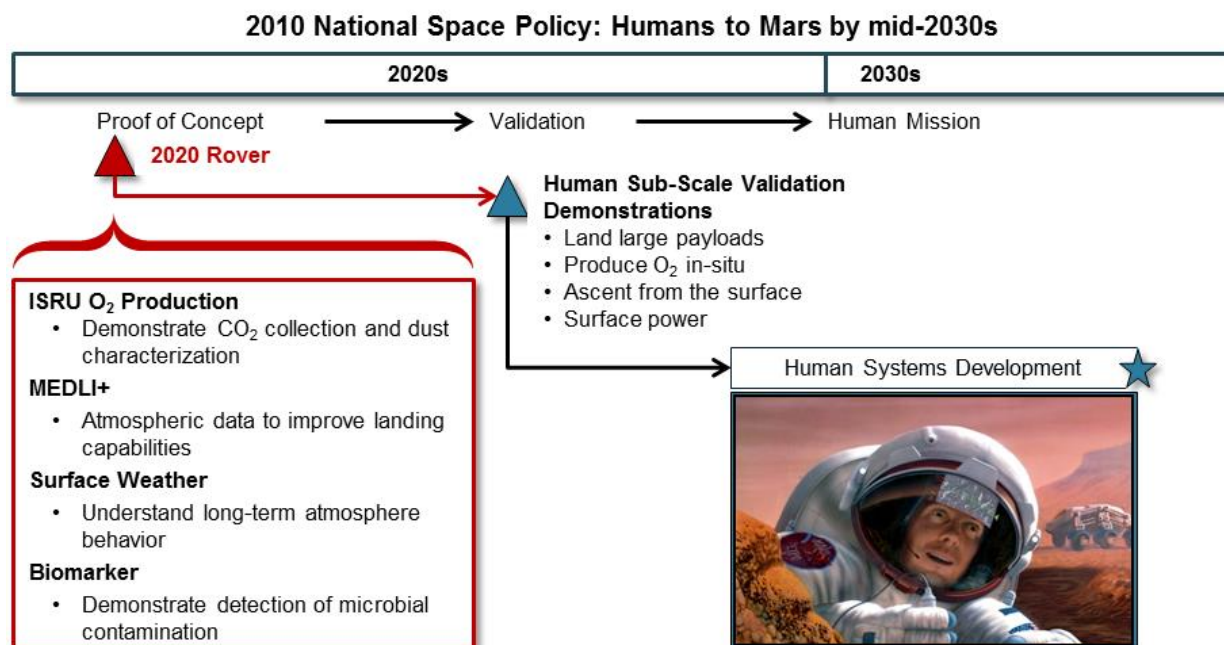 2010 National Space Policy: Humans to Mars by mid-2030s
2020s
2030s
Proof of Concept
Validation
Human Mission
2020 Rover
Human Sub-Scale Validation
Demonstrations
• Land large payloads
• Produce O₂ in-situ
• Ascent from the surface
• Surface power
ISRU O₂ Production
• Demonstrate CO₂ collection and dust
characterization
MEDLI+
• Atmospheric data to improve landing
capabilities
Surface Weather
• Understand long-term atmosphere
behavior
Biomarker
• Demonstrate detection of microbial
contamination
Human Systems Development